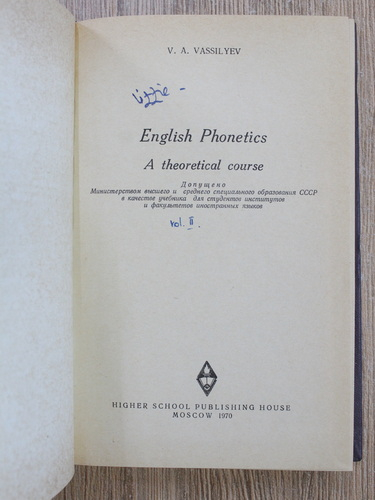 V. A. VASSILYEV
Lizzie -
English Phonetics
A theoretical course
Допущено
Министерством высшего и среднего специального образования СССР
в качестве учебника для студентов институтов
и факультетов иностранных языков
vol. II.
HIGHER SCHOOL PUBLISHING HOUSE
MOSCOW 1970